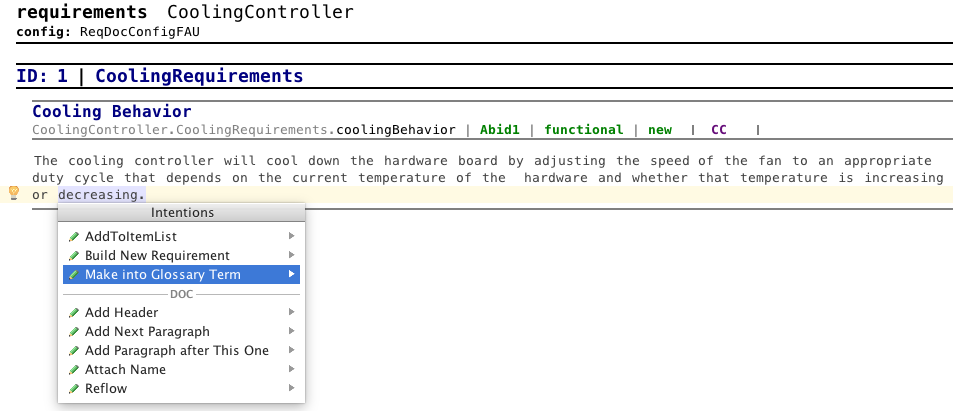 requirements CoolingController
config: ReqDocConfigFAU
ID: 1 | CoolingRequirements
Cooling Behavior
CoolingController.CoolingRequirements.coolingBehavior | Abid1 | functional | new | CC |
The cooling controller will cool down the hardware board by adjusting the speed of the fan to an appropriate
duty cycle that depends on the current temperature of the hardware and whether that temperature is increasing
or decreasing.
Intentions
AddToItemList
Build New Requirement
Make into Glossary Term
DOC
Add Header
Add Next Paragraph
Add Paragraph after This One
Attach Name
Reflow